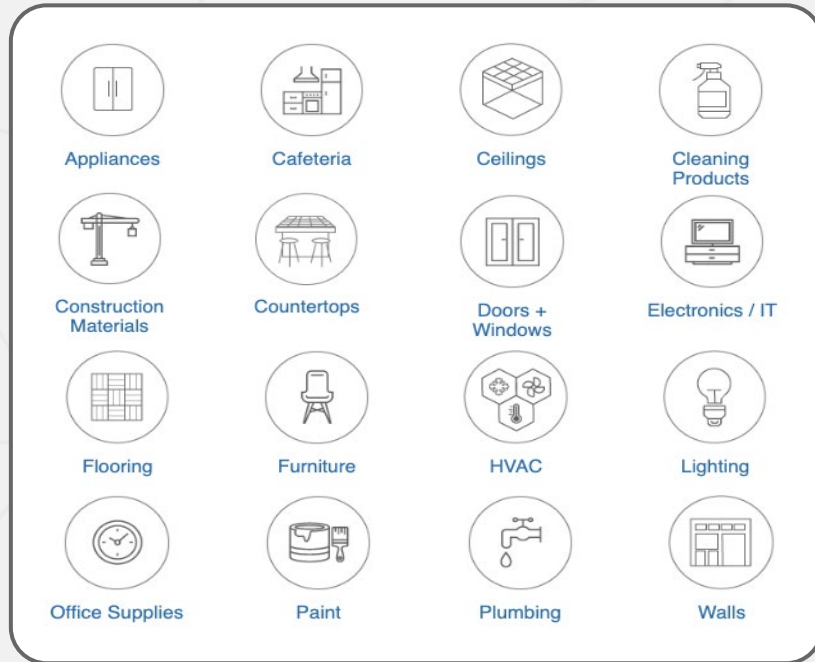 Appliances
Cafeteria
Ceilings
Cleaning
Products
Construction
Materials
Countertops
Doors +
Windows
Electronics / IT
Flooring
Furniture
HVAC
Lighting
Office Supplies
Paint
Plumbing
Walls